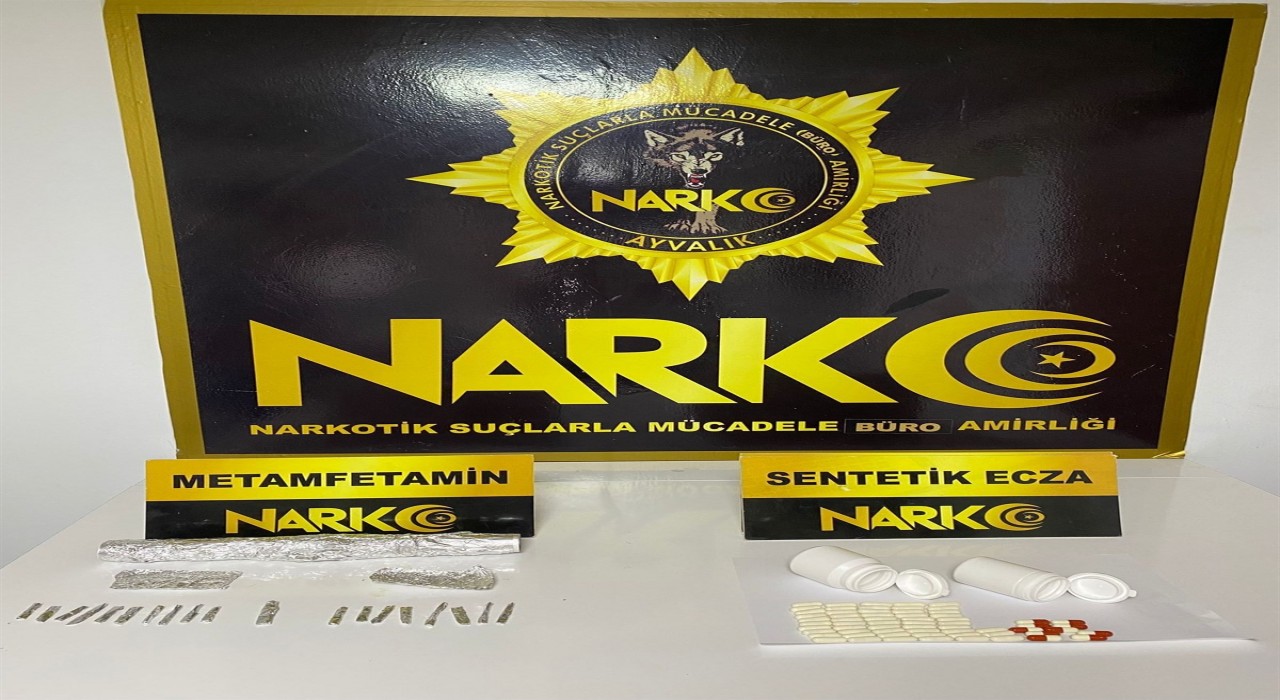 NARKOTİK SUÇLARLA MÜCADELE (BÜRO) AMİRLİĞİ
NARKO
AYVALIK
NARKO
NARKOTİK SUÇLARLA MÜCADELE BÜRO AMİRLİĞİ
METAMFETAMİN
NARKO
SENTETİK ECZA
NARKO